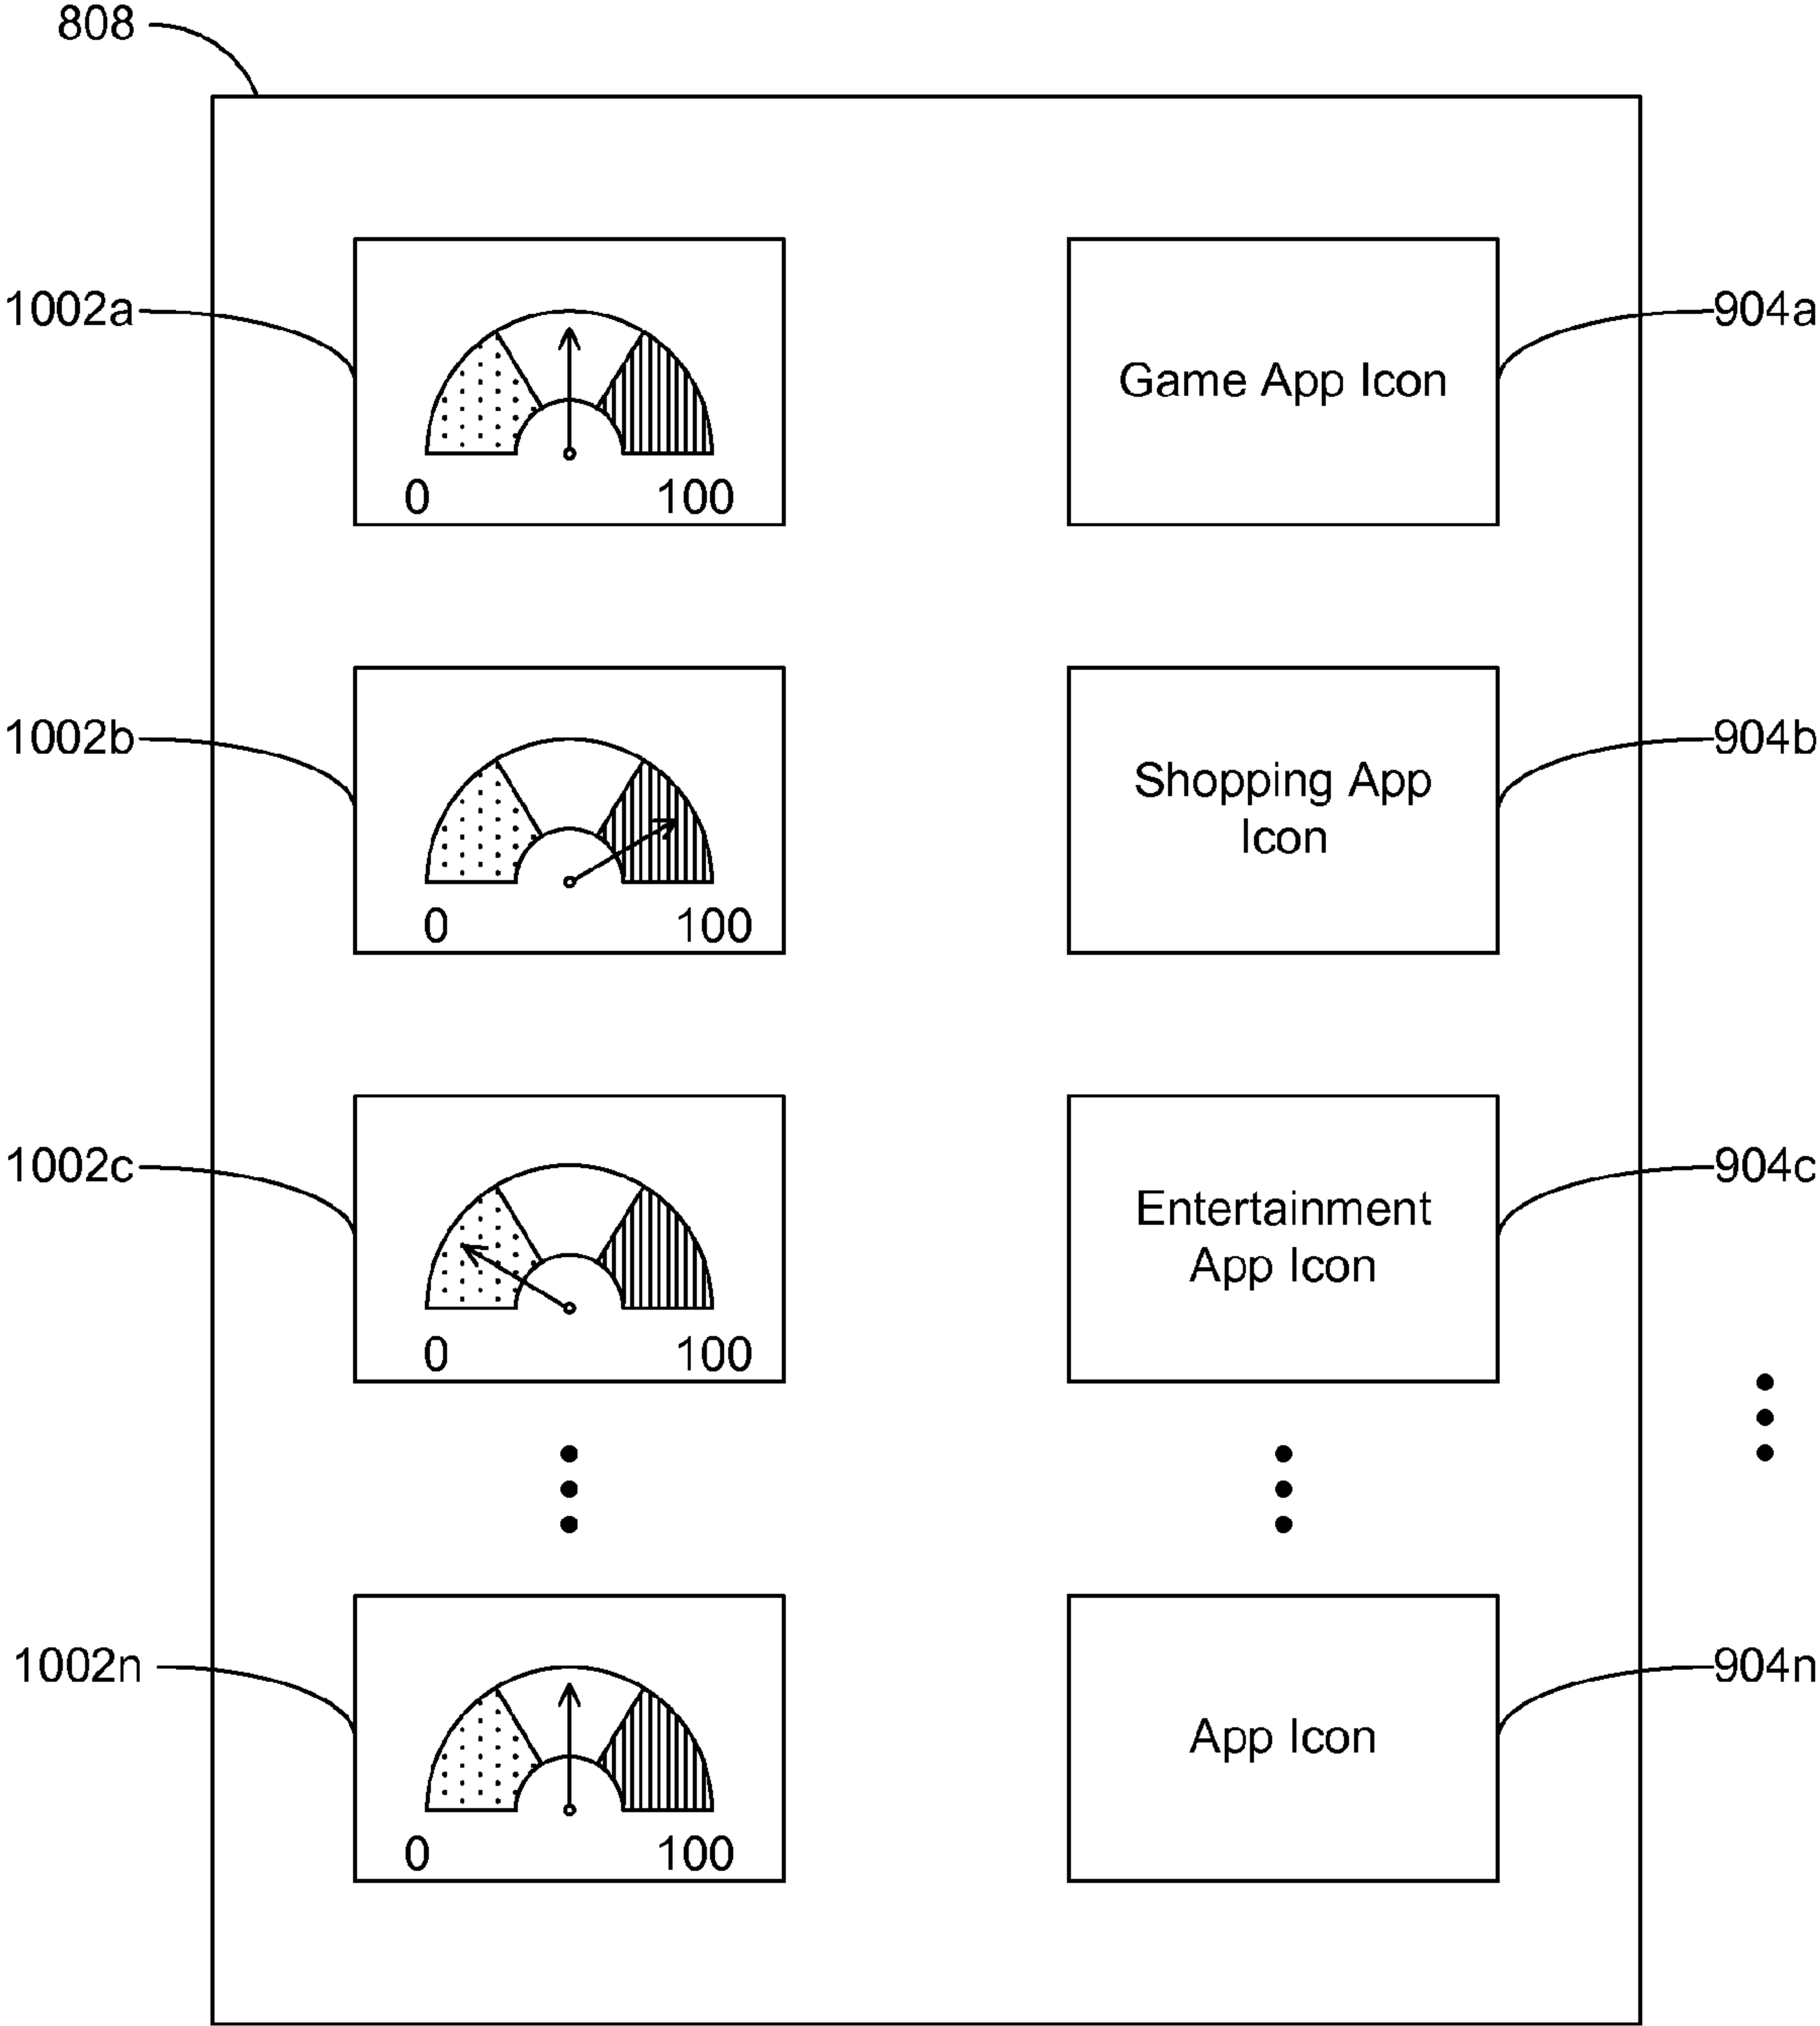 808
1002a
904a
Game App Icon
0 100
1002b
904b
Shopping App
Icon
0 100
1002c
904c
Entertainment
App Icon
0 100
1002n
904n
App Icon
0 100